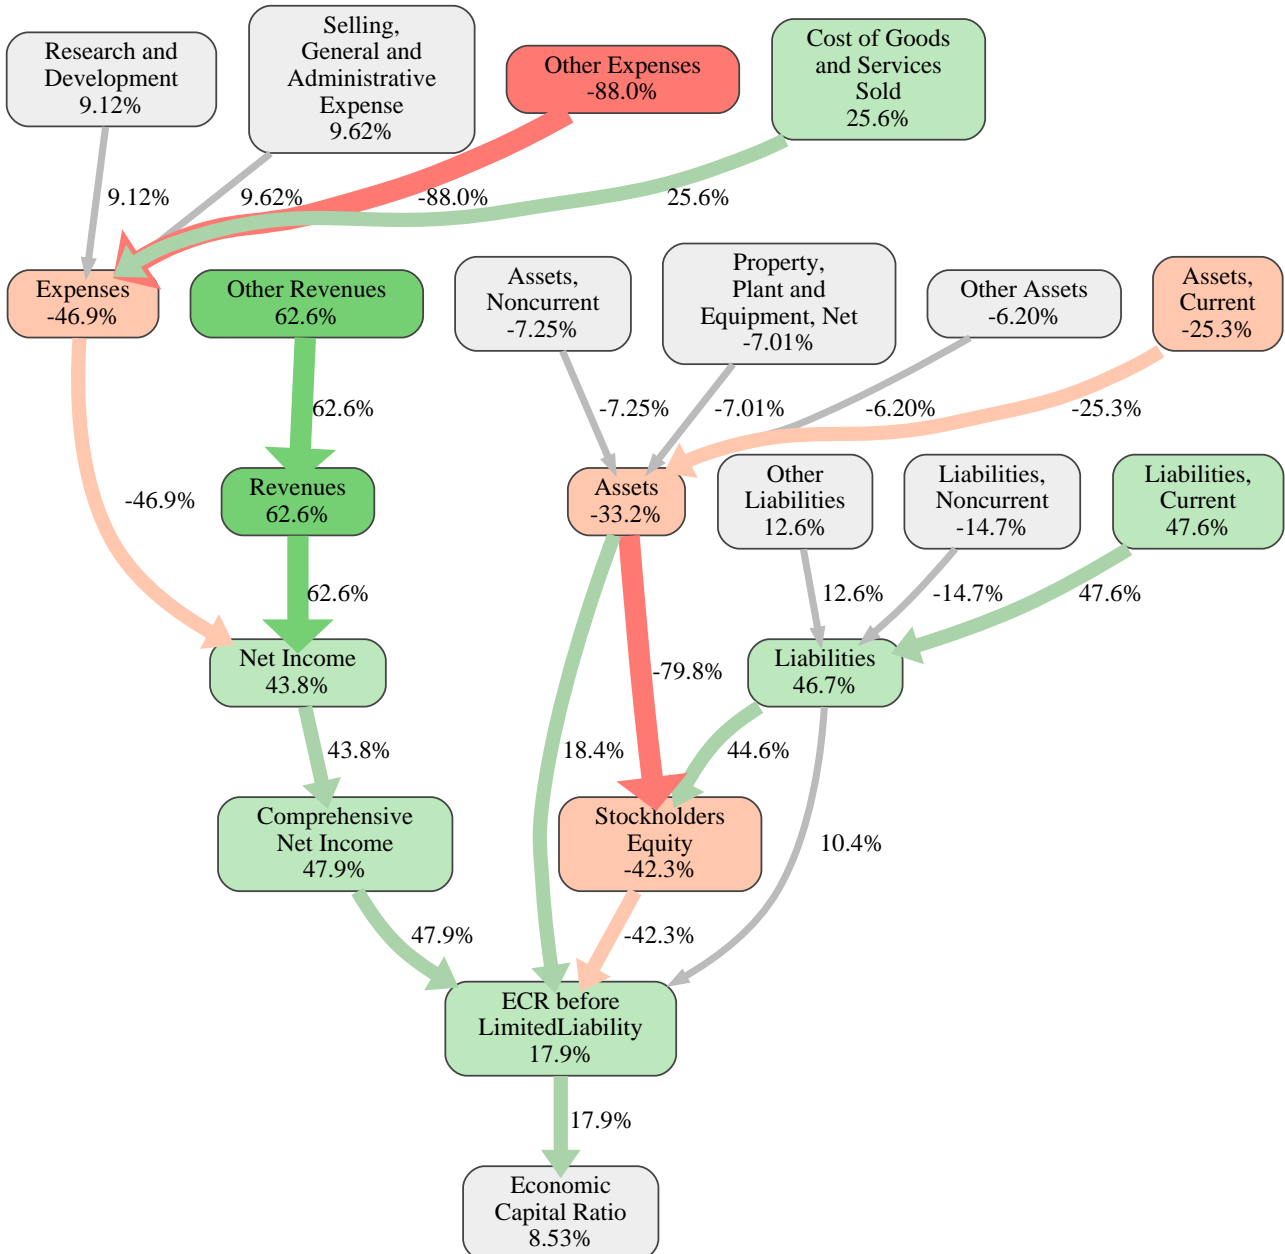 Research and
Development
9.12%
Selling,
General and
Administrative
Expense
9.62%
Other Expenses
-88.0%
Cost of Goods
and Services
Sold
25.6%
9.12%
9.62%
-88.0%
25.6%
Expenses
-46.9%
Other Revenues
62.6%
Assets,
Noncurrent
-7.25%
Property,
Plant and
Equipment, Net
-7.01%
Other Assets
-6.20%
Assets,
Current
-25.3%
62.6%
-7.25%
-7.01%
-6.20%
-25.3%
-46.9%
Revenues
62.6%
Assets
-33.2%
Other
Liabilities
12.6%
Liabilities,
Noncurrent
-14.7%
Liabilities,
Current
47.6%
62.6%
12.6%
-14.7%
47.6%
Net Income
43.8%
-79.8%
Liabilities
46.7%
43.8%
18.4%
44.6%
Comprehensive
Net Income
47.9%
Stockholders
Equity
-42.3%
10.4%
47.9%
-42.3%
ECR before
LimitedLiability
17.9%
17.9%
Economic
Capital Ratio
8.53%